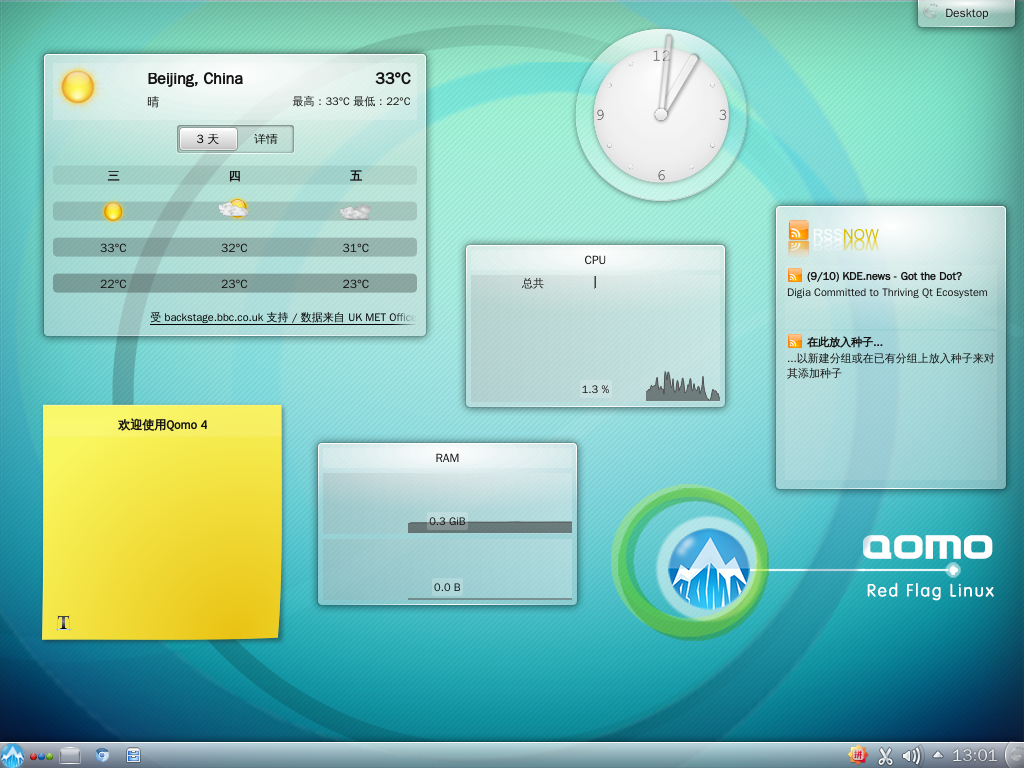 Desktop
Beijing, China 33°C
晴 最高：33°C 最低：22°C
3 天 详情
三 四 五
33°C 32°C 31°C
22°C 23°C 23°C
受 backstage.bbc.co.uk 支持 / 数据来自 UK MET Office
12
9 3
6
CPU
总共
1.3 %
RSSNOW
(9/10) KDE.news - Got the Dot?
Digia Committed to Thriving Qt Ecosystem
在此放入种子...
...以新建分组或在已有分组上放入种子来对
其添加种子
欢迎使用Qomo 4
T
RAM
0.3 GiB
0.0 B
qomo
Red Flag Linux
拼
13:01